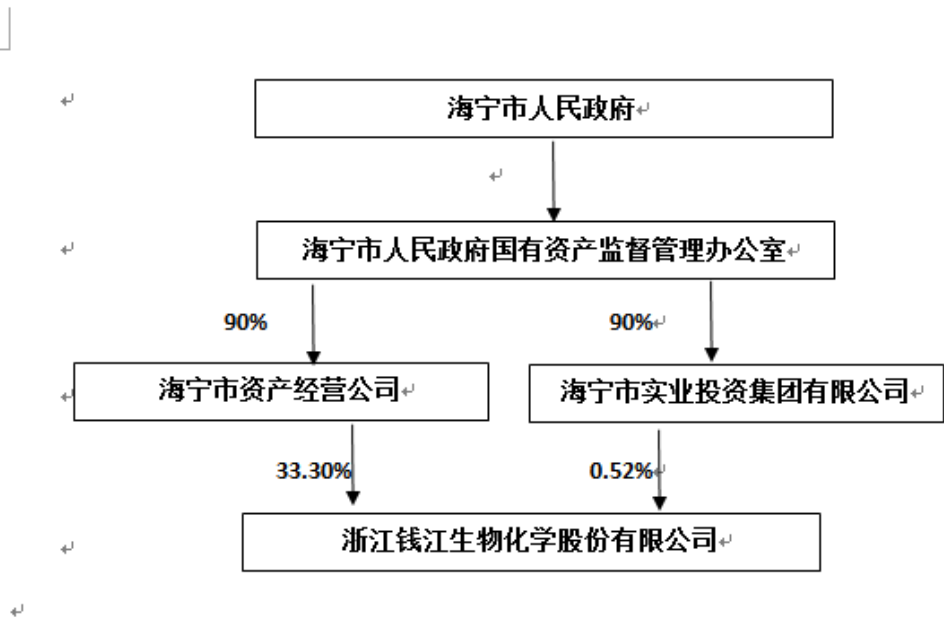 海宁市人民政府
海宁市人民政府国有资产监督管理办公室
90%
90%
海宁市资产经营公司
海宁市实业投资集团有限公司
33.30%
0.52%
浙江钱江生物化学股份有限公司